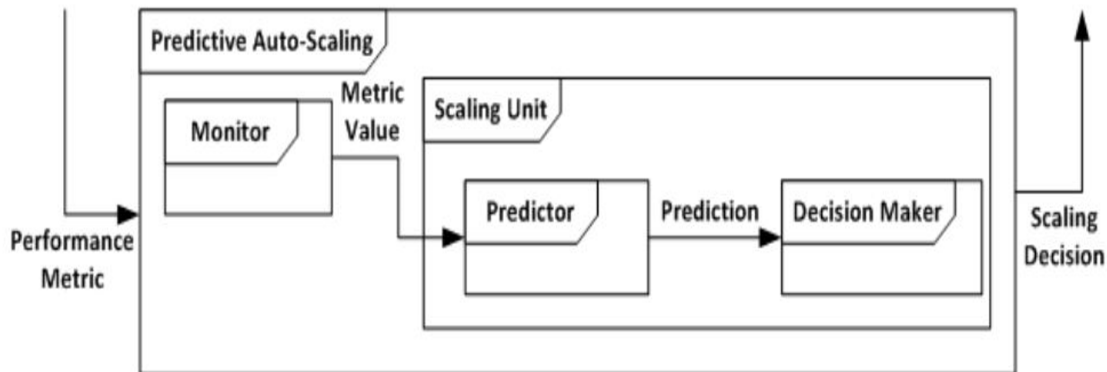 Predictive Auto-Scaling
Metric
Value
Scaling Unit
Monitor
Predictor
Prediction
Decision Maker
Performance
Metric
Scaling
Decision